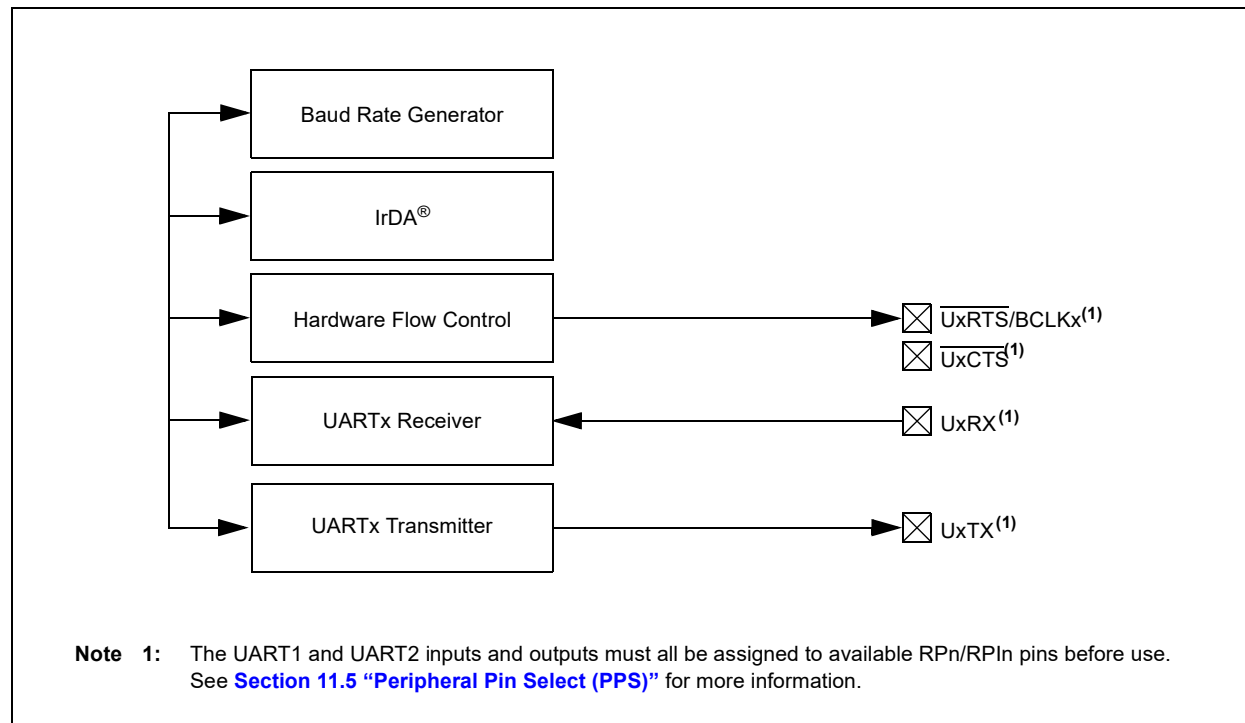 Baud Rate Generator
IrDA®
Hardware Flow Control
UxRTS/BCLKx(1)
UxCTS(1)
UARTx Receiver
UxRX(1)
UARTx Transmitter
UxTX(1)
Note 1: The UART1 and UART2 inputs and outputs must all be assigned to available RPn/RPIn pins before use.
See Section 11.5 “Peripheral Pin Select (PPS)” for more information.